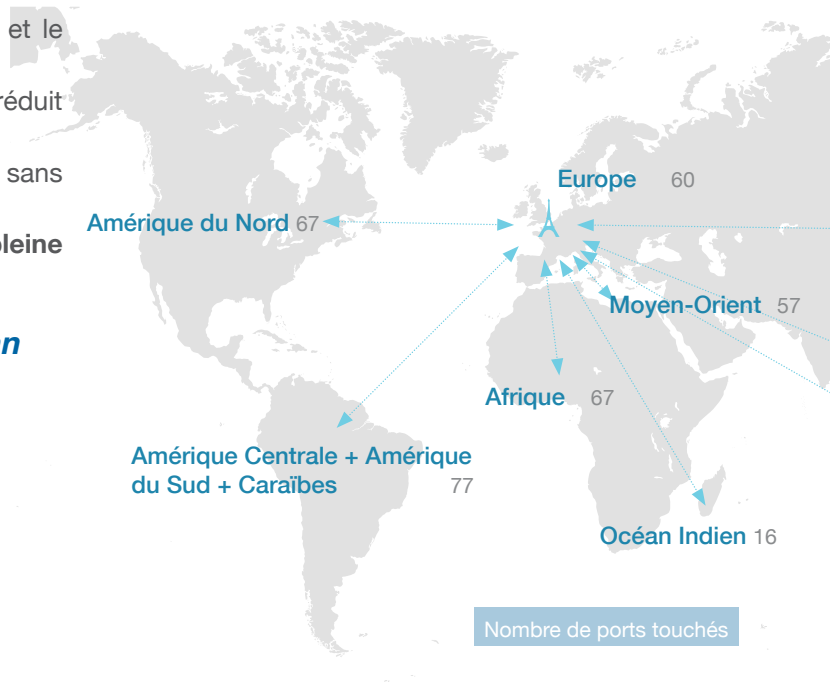 et le
réduit
sans
pleine
an
Europe 60
Amérique du Nord 67
Moyen-Orient 57
Afrique 67
Amérique Centrale + Amérique
du Sud + Caraïbes 77
Océan Indien 16
Nombre de ports touchés